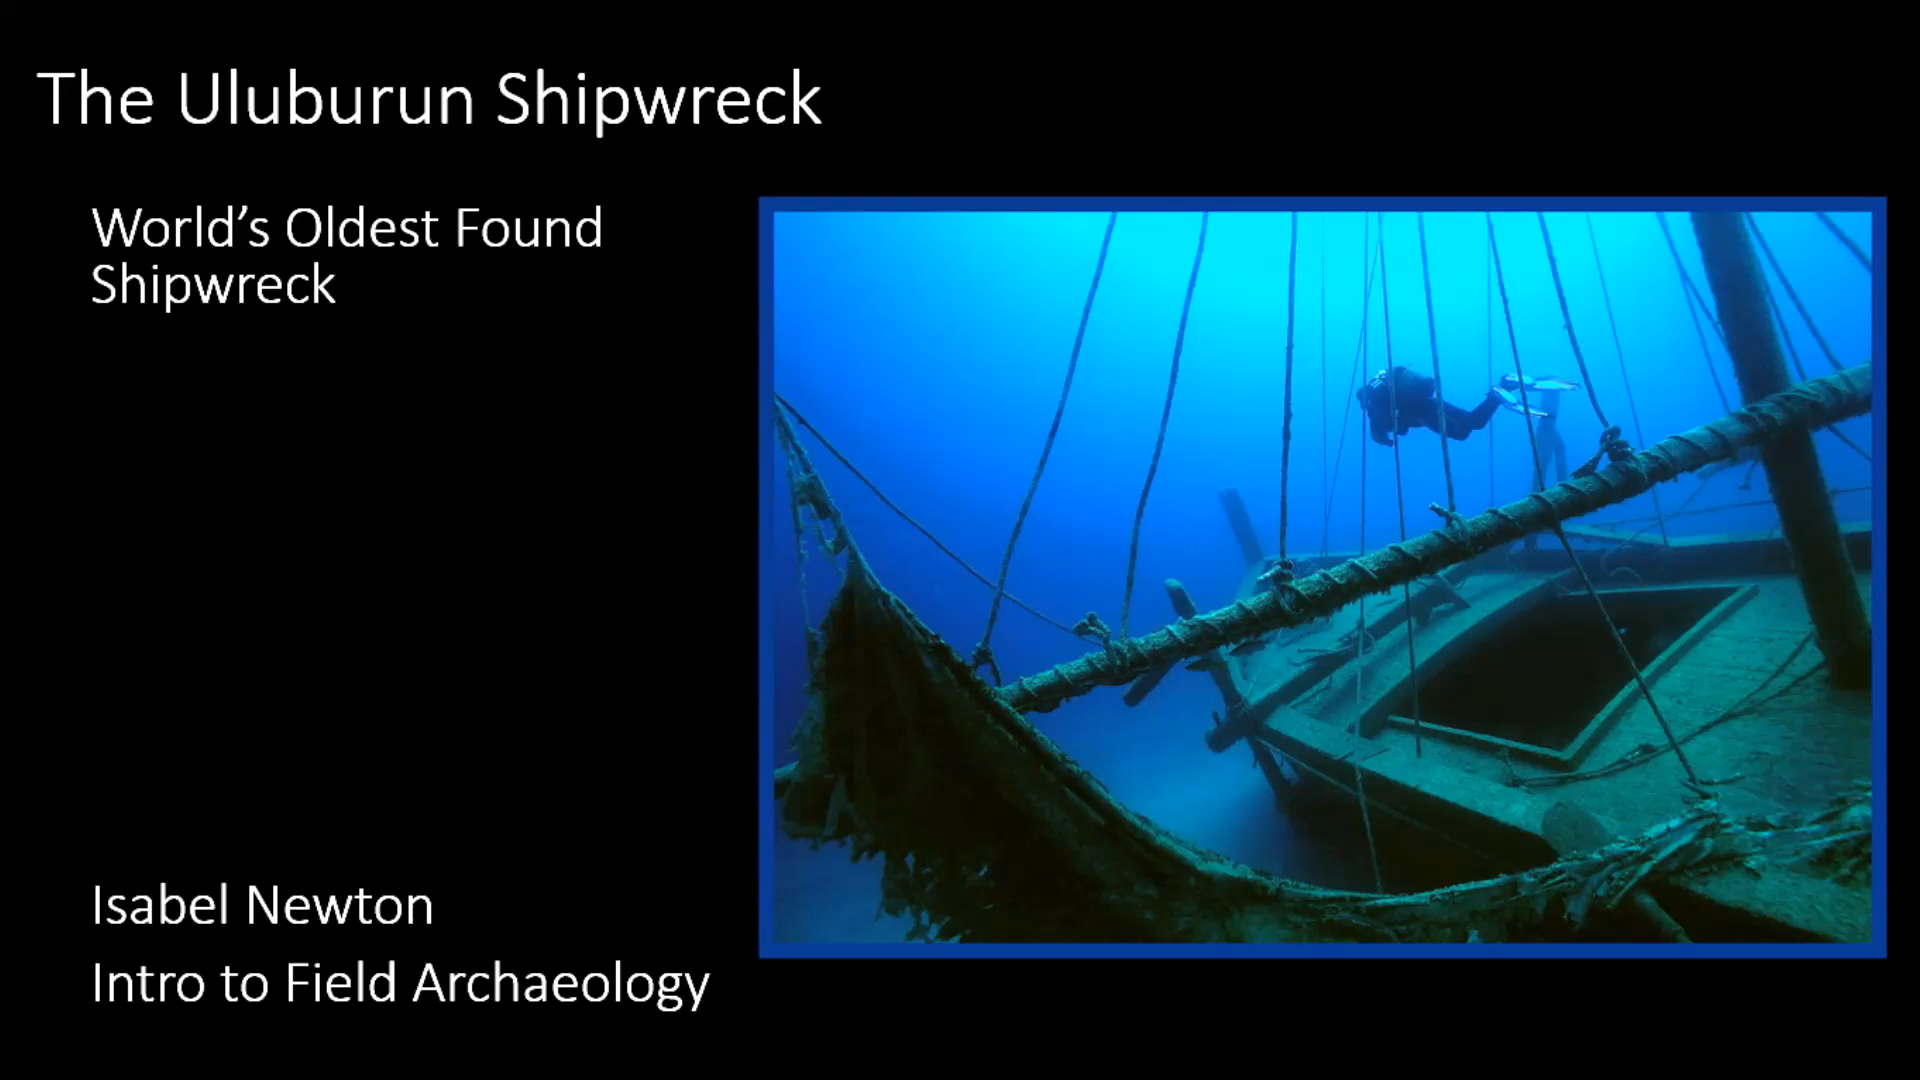 The Uluburun Shipwreck
World’s Oldest Found
Shipwreck
Isabel Newton
Intro to Field Archaeology